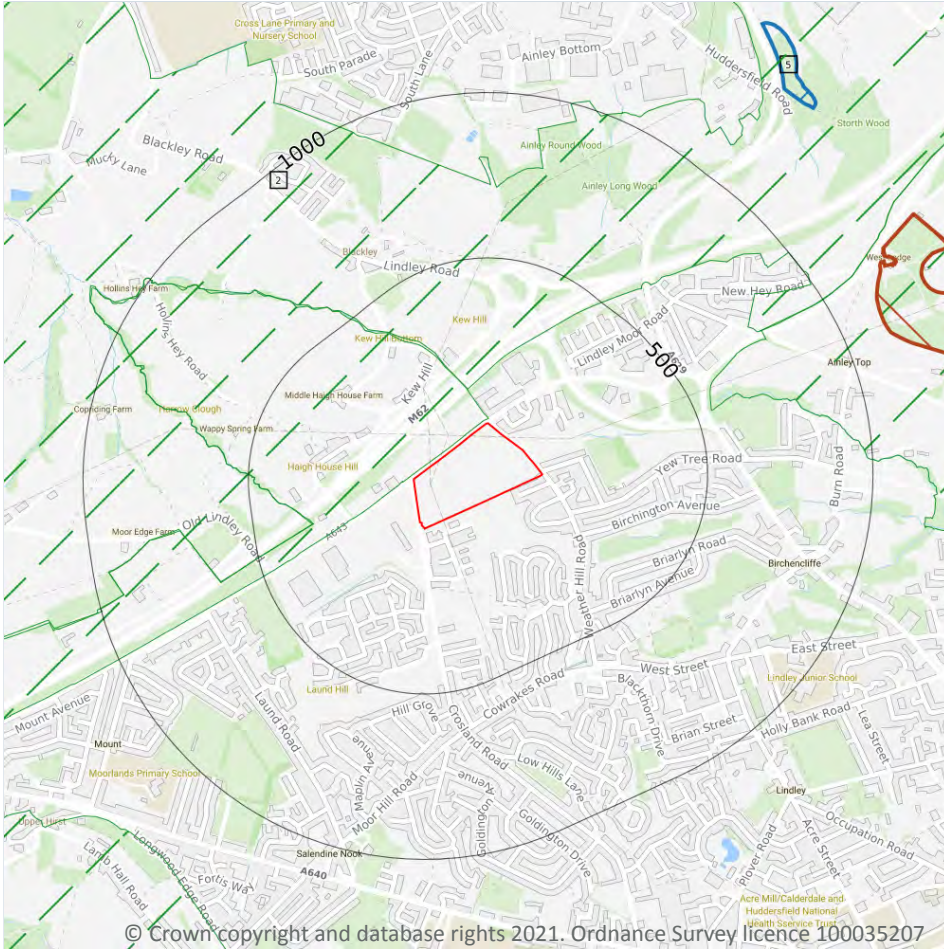 Cross Lane Primary and
Nursery School
South Parade
South Lane
Ainley Bottom
Huddersfield Road
5
Storth Wood
Blackley Road
Mucky Lane
1000
2
Ainley Round Wood
Ainley Long Wood
Blackley
Lindley Road
New Hey Road
Hollins Hey Farm
Hollins Hey Road
Kew Hill
Kew Hill Bottom
Lindley Moor Road
500
A629
Ainley Top
Kew Hill
M62
Middle Haigh House Farm
Copriding Farm
Wappy Spring Farm
Haigh House Hill
Yew Tree Road
Burn Road
Birchington Avenue
Moor Edge Farm
Old Lindley Road
A643
Briarlyn Road
Birchencliffe
Briarlyn Avenue
Weather Hill Road
East Street
West Street
Lindley Junior School
Laund Hill
Cowrakes Road
Blackthorn Drive
Mount Avenue
Laund Road
Hill Grove
Crosland Road
Brian Street
Holly Bank Road
Lea Street
Mount
Maplin Avenue
Low Hills Lane
Moorlands Primary School
Moor Hill Road
Goldington Avenue
Lindley
Goldington Drive
Occupation Road
Upper Hirst
Longwood Edge Road
Lamb Hall Road
Fortis Way
Salendine Nook
A640
Plover Road
Acre Street
Acre Mill/Calderdale and
Huddersfield National
Health Sservice Trust
© Crown copyright and database rights 2021. Ordnance Survey licence 100035207